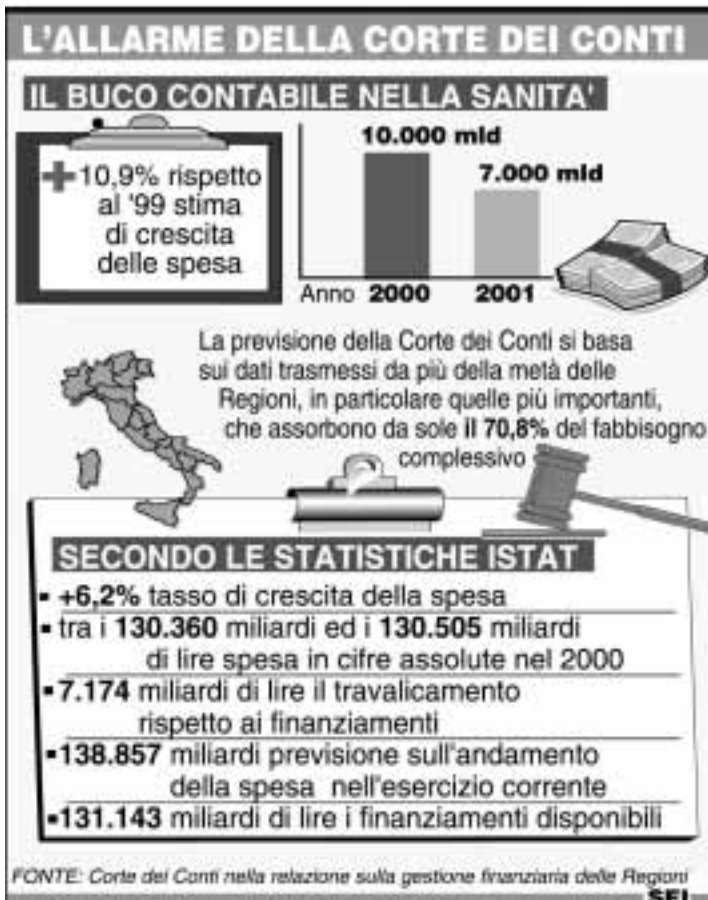 L'ALLARME DELLA CORTE DEI CONTI
IL BUCO CONTABILE NELLA SANITA'
+10,9% rispetto
al '99 stima
di crescita
delle spesa
10.000 mld
7.000 mld
Anno 2000 2001
La previsione della Corte dei Conti si basa
sui dati trasmessi da più della metà delle
Regioni, in particolare quelle più importanti,
che assorbono da sole il 70,8% del fabbisogno
complessivo
SECONDO LE STATISTICHE ISTAT
▪ +6,2% tasso di crescita della spesa
▪ tra i 130.360 miliardi ed i 130.505 miliardi
di lire spesa in cifre assolute nel 2000
▪ 7.174 miliardi di lire il travalicamento
rispetto ai finanziamenti
▪ 138.857 miliardi previsione sull'andamento
della spesa nell'esercizio corrente
▪ 131.143 miliardi di lire i finanziamenti disponibili
FONTE: Corte dei Conti nella relazione sulla gestione finanziaria delle Regioni